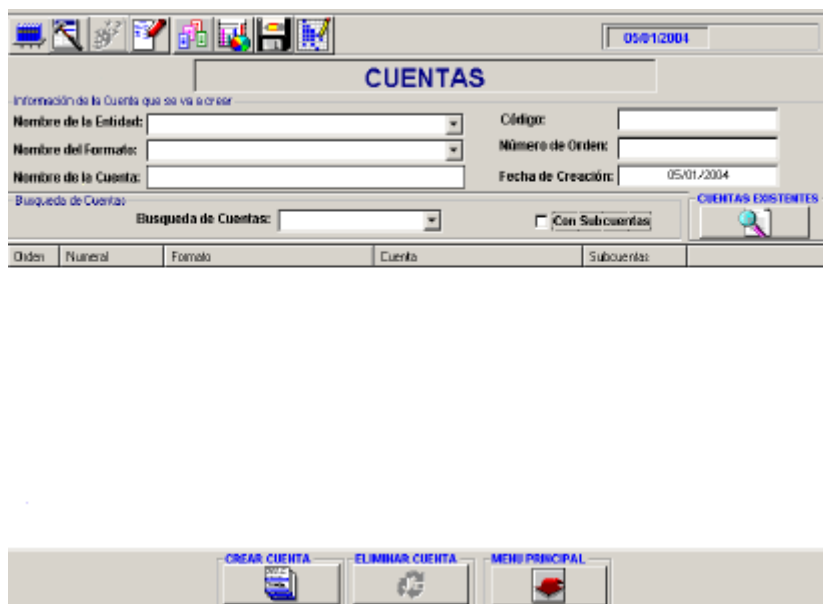 05/01/2004
CUENTAS
Información de la Cuenta que se va a crear
Nombre de la Entidad:
Código:
Nombre del Formato:
Número de Orden:
Nombre de la Cuenta:
Fecha de Creación: 05/01/2004
Busqueda de Cuentas
CUENTAS EXISTENTES
Busqueda de Cuentas:
Con Subcuentas
Orden Numeral Formato Cuenta Subcuentas
CREAR CUENTA ELIMINAR CUENTA MENU PRINCIPAL